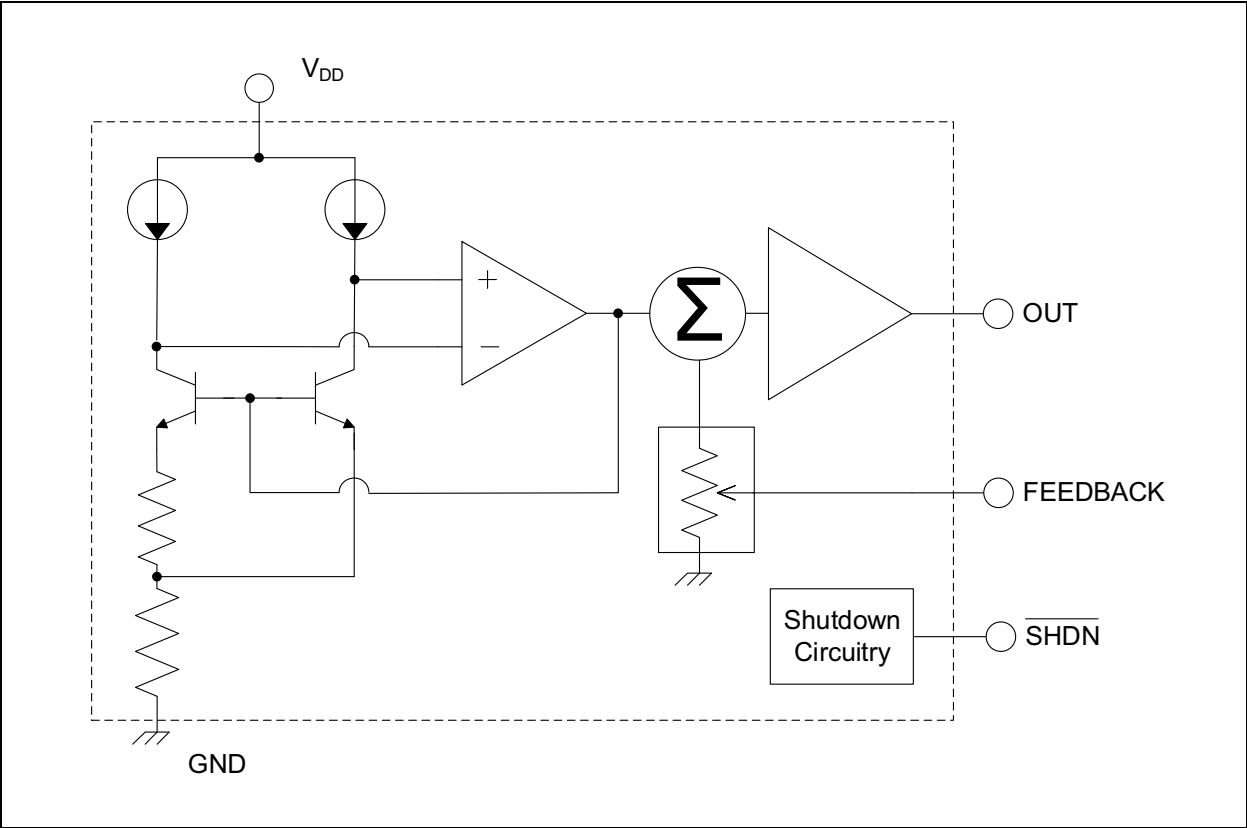 VDD
+
−
Σ
OUT
FEEDBACK
Shutdown
Circuitry
SHDN
GND